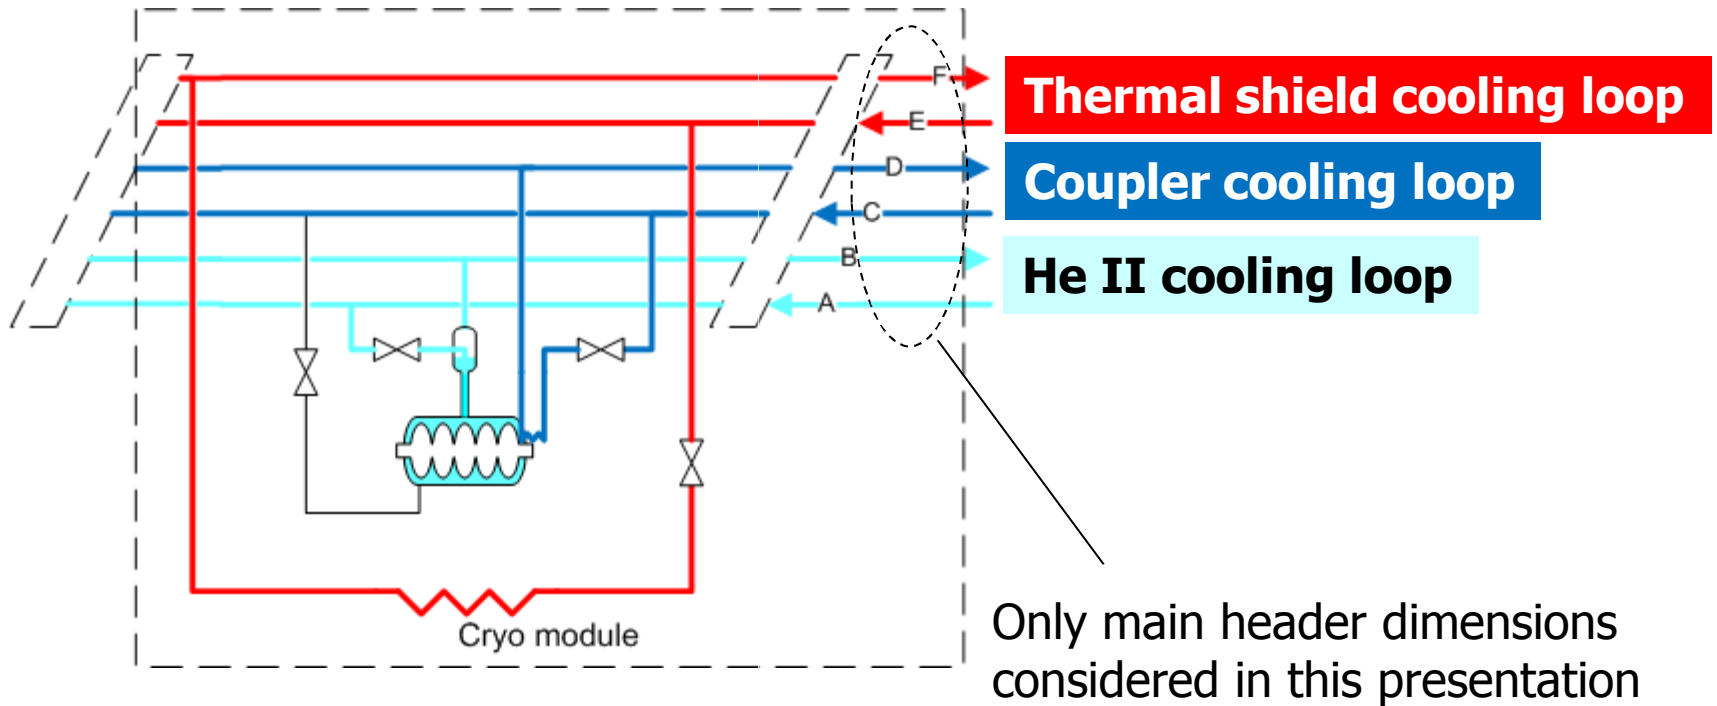 F
Thermal shield cooling loop
E
D
Coupler cooling loop
C
B
He II cooling loop
A
Only main header dimensions
considered in this presentation
Cryo module